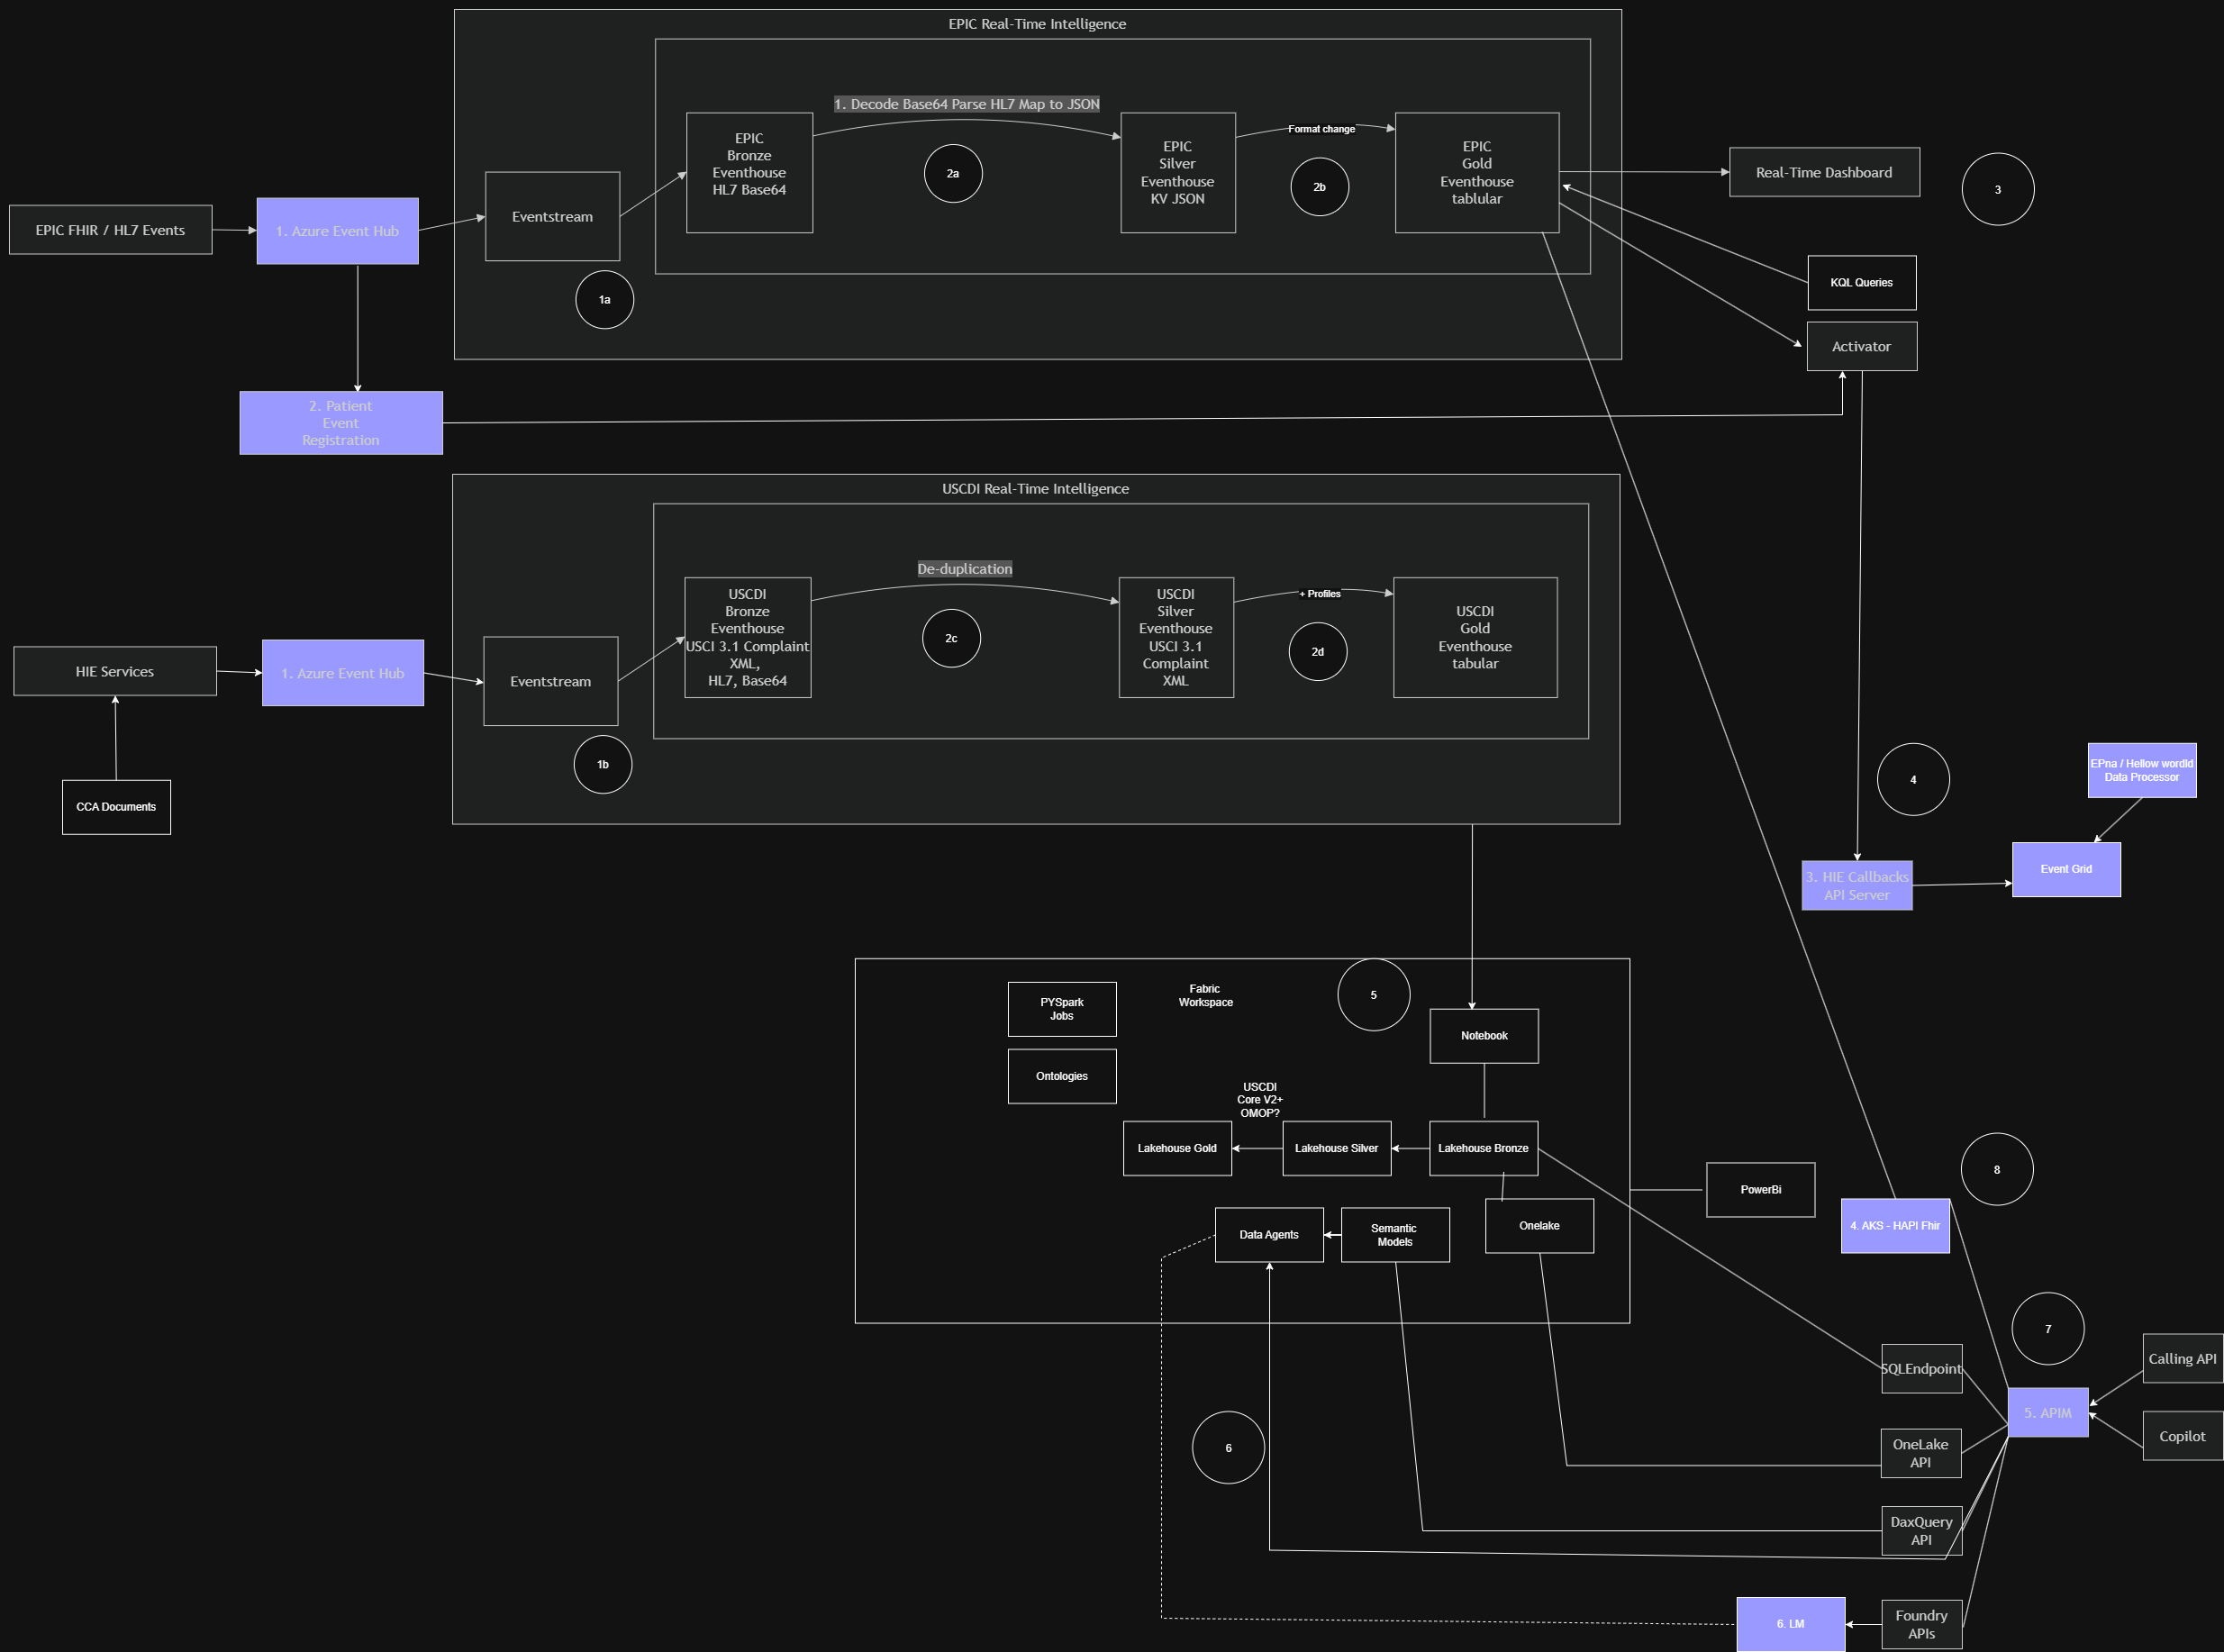 EPIC Real-Time Intelligence
1. Decode Base64 Parse HL7 Map to JSON
EPIC
Bronze
Eventhouse
HL7 Base64
2a
EPIC
Silver
Eventhouse
KV JSON
Format change
2b
EPIC
Gold
Eventhouse
tablular
Real-Time Dashboard
3
EPIC FHIR / HL7 Events
1. Azure Event Hub
Eventstream
1a
KQL Queries
Activator
2. Patient
Event
Registration
USCDI Real-Time Intelligence
De-duplication
USCDI
Bronze
Eventhouse
USCI 3.1 Complaint
XML,
HL7, Base64
2c
USCDI
Silver
Eventhouse
USCI 3.1
Complaint
XML
+ Profiles
2d
USCDI
Gold
Eventhouse
tabular
HIE Services
1. Azure Event Hub
Eventstream
1b
CCA Documents
4
EPna / Hellow wordld
Data Processor
3. HIE Callbacks
API Server
Event Grid
PYSpark
Jobs
Fabric
Workspace
5
Notebook
Ontologies
USCDI
Core V2+
OMOP?
Lakehouse Gold
Lakehouse Silver
Lakehouse Bronze
8
PowerBi
Data Agents
Semantic
Models
Onelake
4. AKS - HAPI Fhir
7
SQLEndpoint
Calling API
5. APIM
Copilot
6
OneLake
API
DaxQuery
API
6. LM
Foundry
APIs